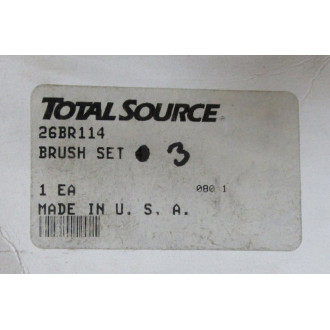 TOTAL SOURCE
26BR114
BRUSH SET 3
1 EA 080 1
MADE IN U. S. A.